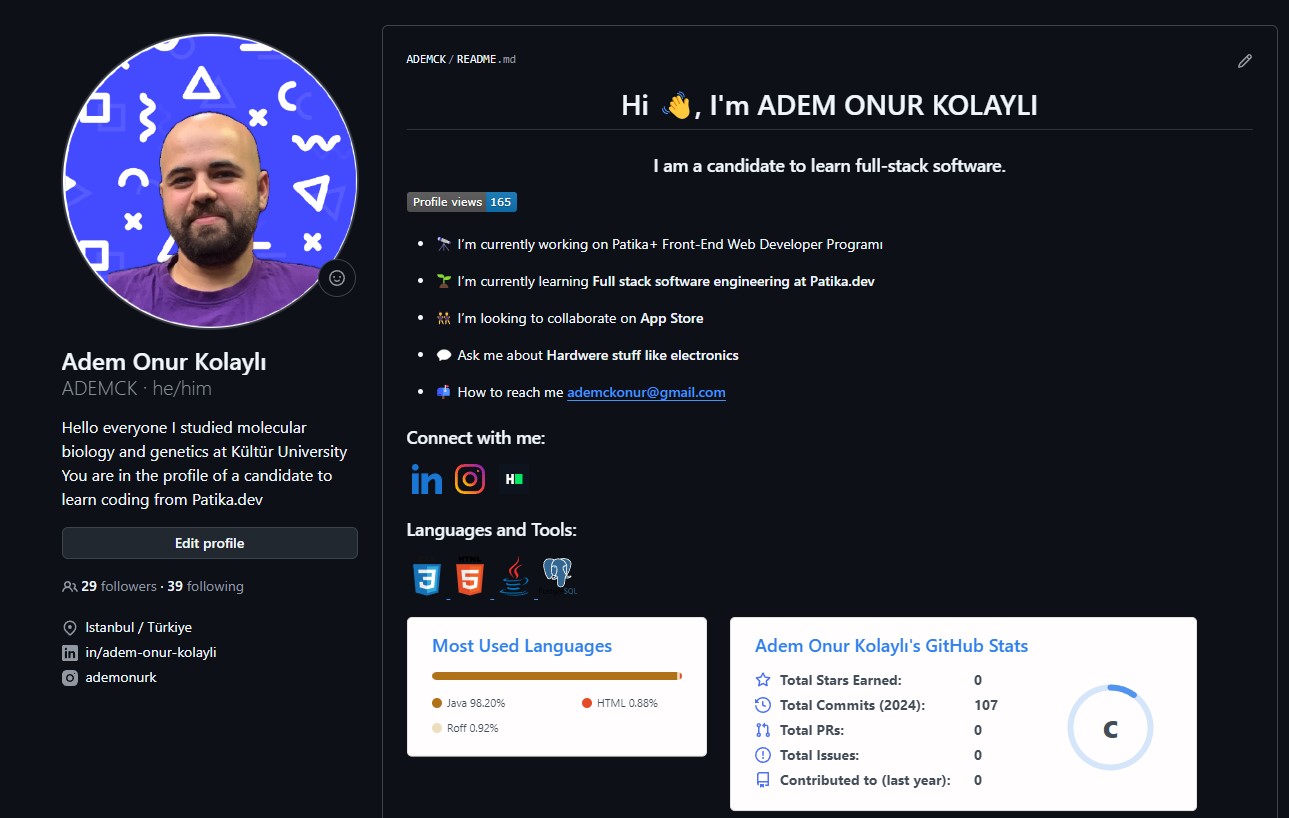 Adem Onur Kolaylı
ADEMCK · he/him
Hello everyone I studied molecular
biology and genetics at Kültür University
You are in the profile of a candidate to
learn coding from Patika.dev
Edit profile
29 followers · 39 following
Istanbul / Türkiye
in/adem-onur-kolayli
ademonurk
ADEMCK / README.md
Hi 👋, I'm ADEM ONUR KOLAYLI
I am a candidate to learn full-stack software.
Profile views 165
🔭 I’m currently working on Patika+ Front-End Web Developer Programı
🌱 I’m currently learning Full stack software engineering at Patika.dev
👯 I’m looking to collaborate on App Store
💬 Ask me about Hardwere stuff like electronics
📫 How to reach me ademckonur@gmail.com
Connect with me:
in H
Languages and Tools:
3 HTML 5 SQL
Most Used Languages
Java 98.20% HTML 0.88%
Roff 0.92%
Adem Onur Kolaylı's GitHub Stats
Total Stars Earned: 0
Total Commits (2024): 107
Total PRs: 0
Total Issues: 0
Contributed to (last year): 0
C